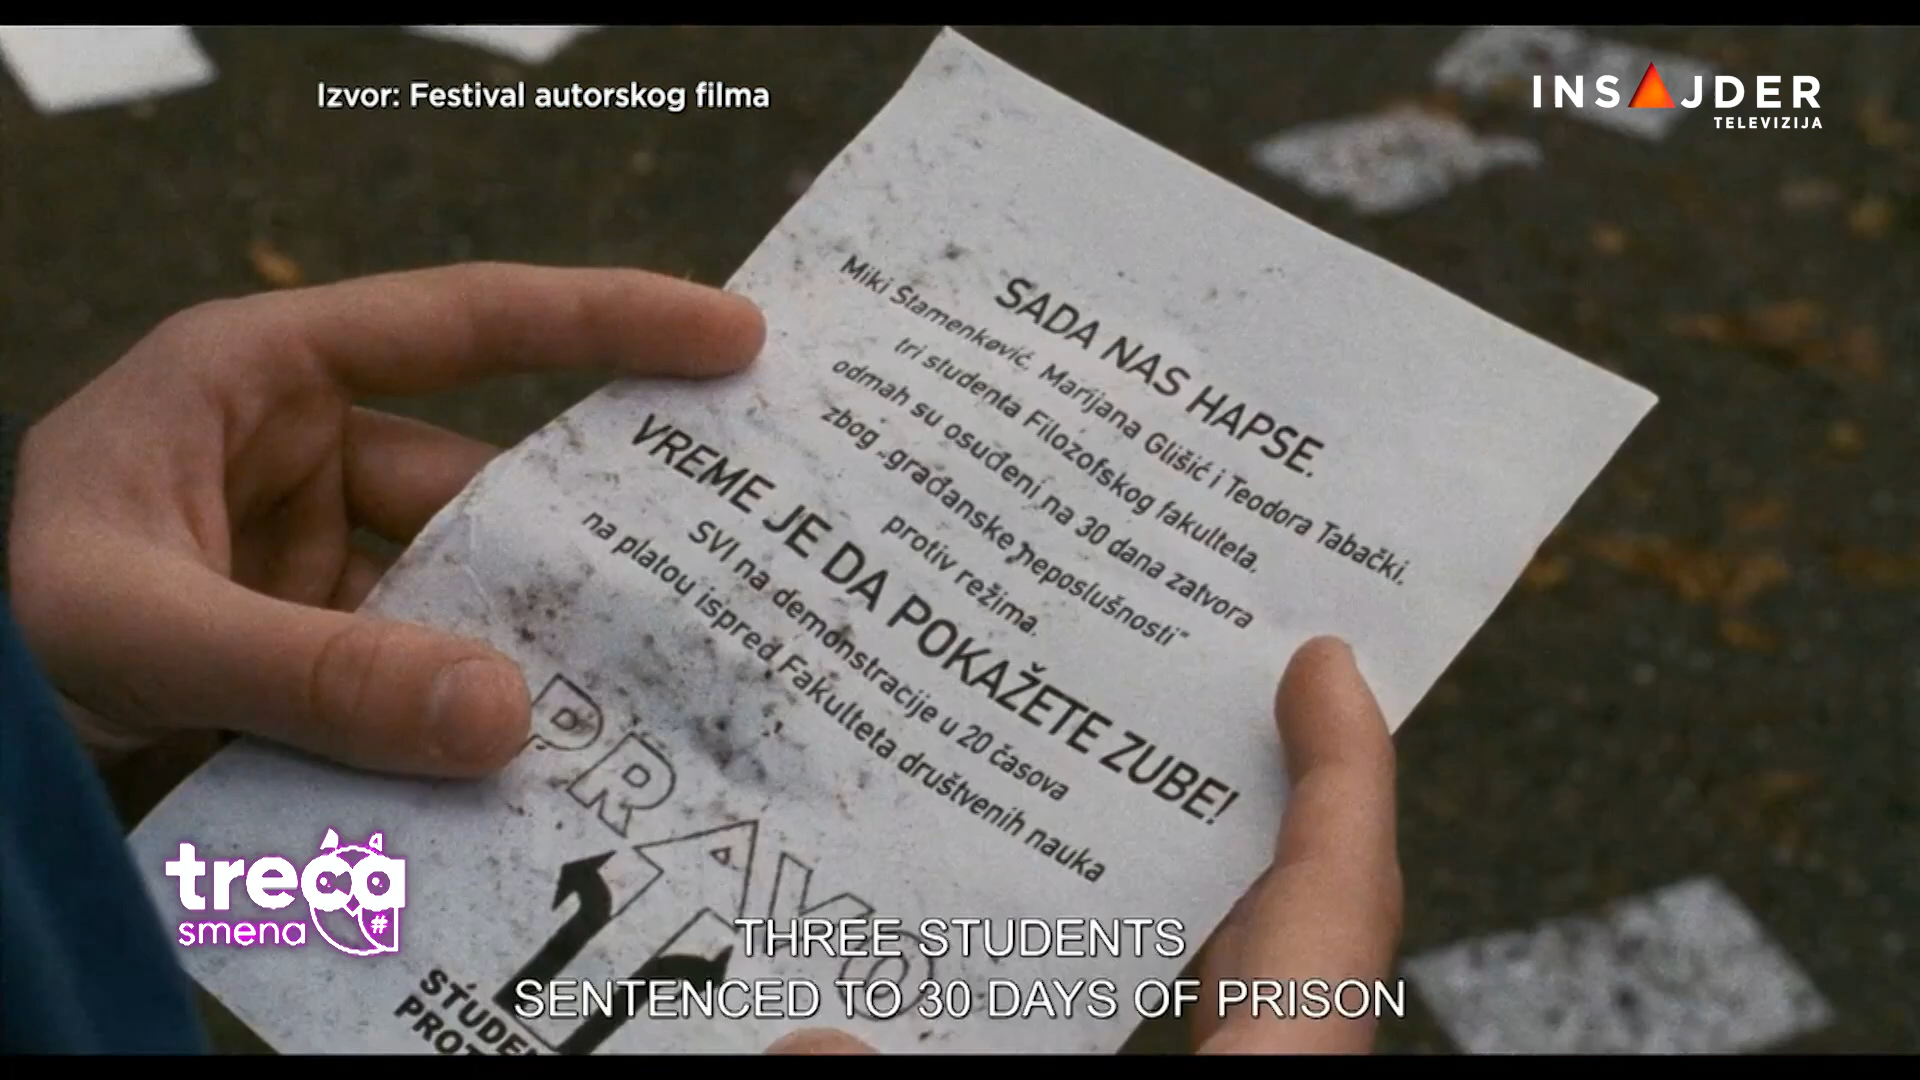 Izvor: Festival autorskog filma
INSAJDER
TELEVIZIJA
SADA NAS HAPSE.
Miki Stamenković, Marijana Glišić i Teodora Tabački,
tri studenta Filozofskog fakulteta,
odmah su osuđeni na 30 dana zatvora
zbog „građanske neposlušnosti“
protiv režima.
VREME JE DA POKAŽETE ZUBE!
SVI na demonstracije u 20 časova
na platou ispred Fakulteta društvenih nauka
PRAVO
treća
smena
#
THREE STUDENTS
SENTENCED TO 30 DAYS OF PRISON